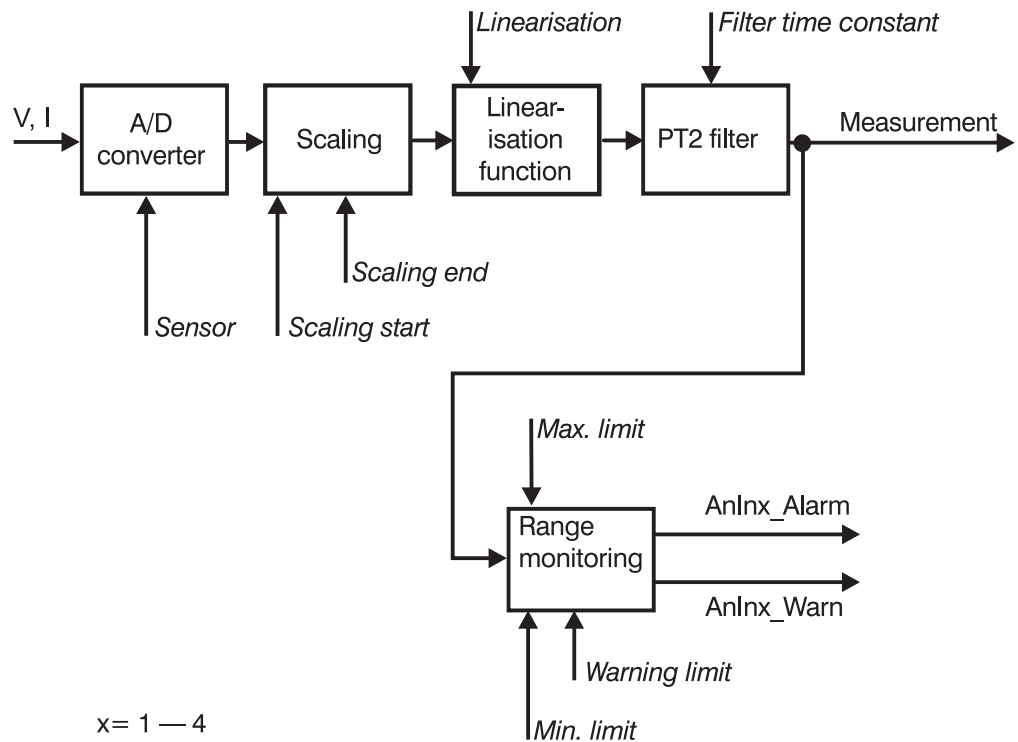 Linearisation
Filter time constant
V, I
A/D
converter
Scaling
Linear-
isation
function
PT2 filter
Measurement
Scaling end
Sensor
Scaling start
Max. limit
Range
monitoring
AnInx_Alarm
AnInx_Warn
Warning limit
Min. limit
x= 1 — 4